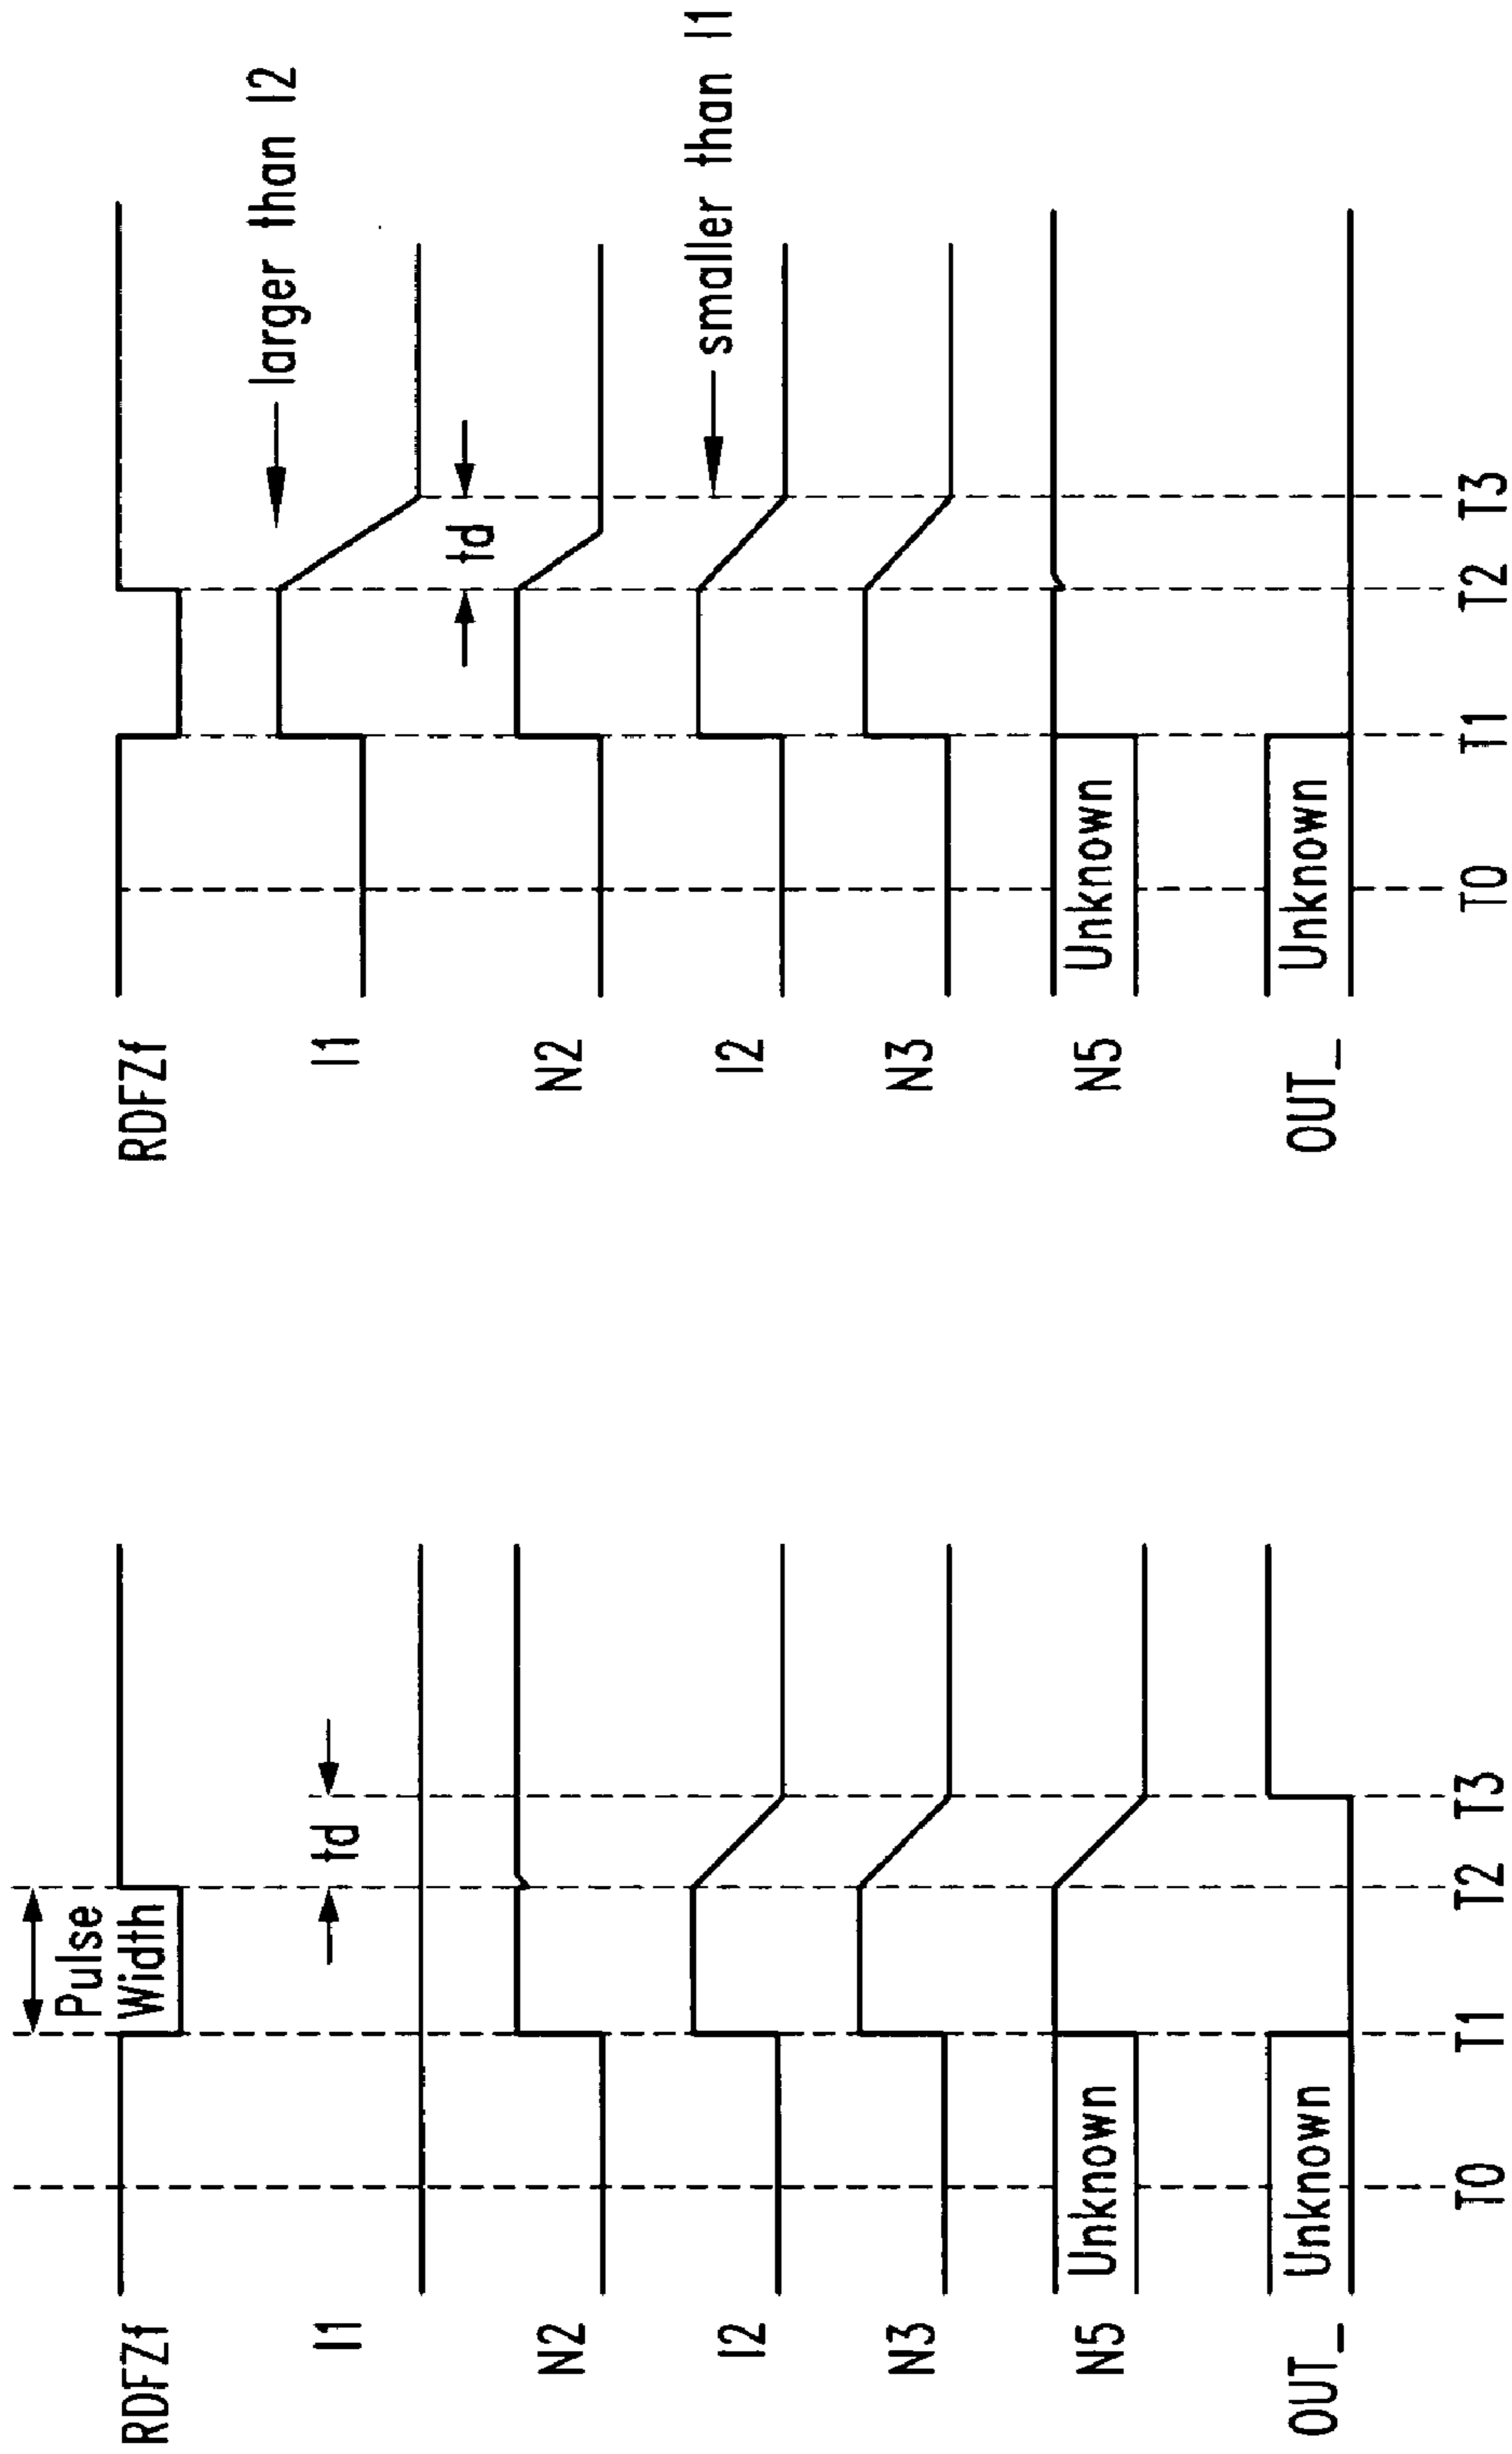 Pulse
Width
RDFZf
I1
td
N2
I2
N3
N5
Unknown
OUT_
Unknown
T0 T1 T2 T3
RDFZf
larger than I2
I1
td
N2
smaller than I1
I2
N3
N5
Unknown
OUT_
Unknown
T0 T1 T2 T3